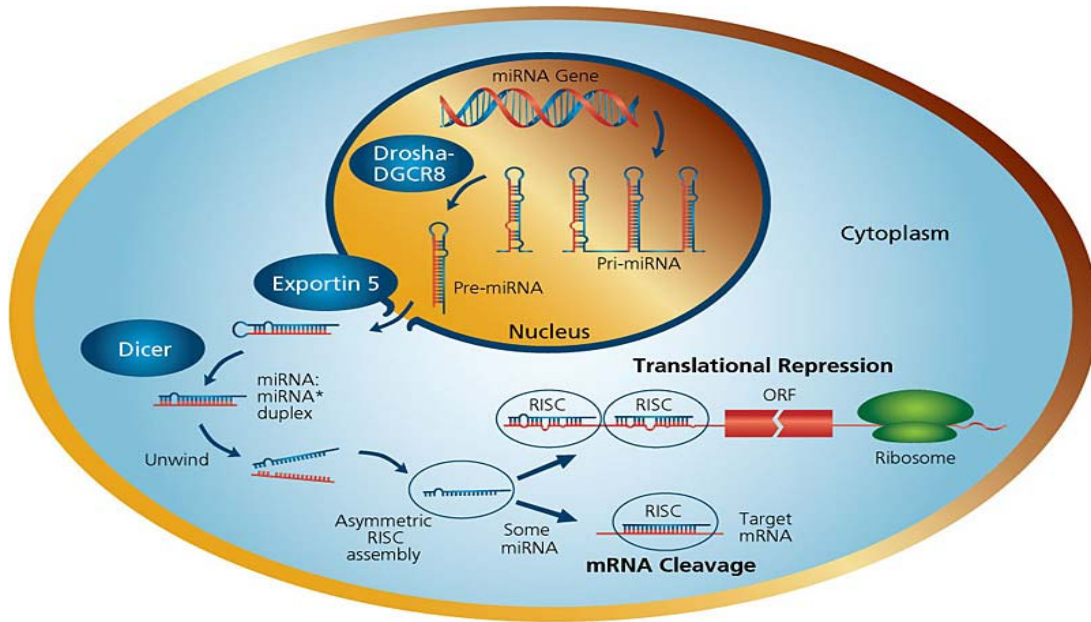 miRNA Gene
Drosha-
DGCR8
Pri-miRNA
Pre-miRNA
Exportin 5
Nucleus
Cytoplasm
Dicer
miRNA:
miRNA*
duplex
Unwind
Asymmetric
RISC
assembly
Translational Repression
RISC
RISC
ORF
Ribosome
Some
miRNA
RISC
Target
mRNA
mRNA Cleavage